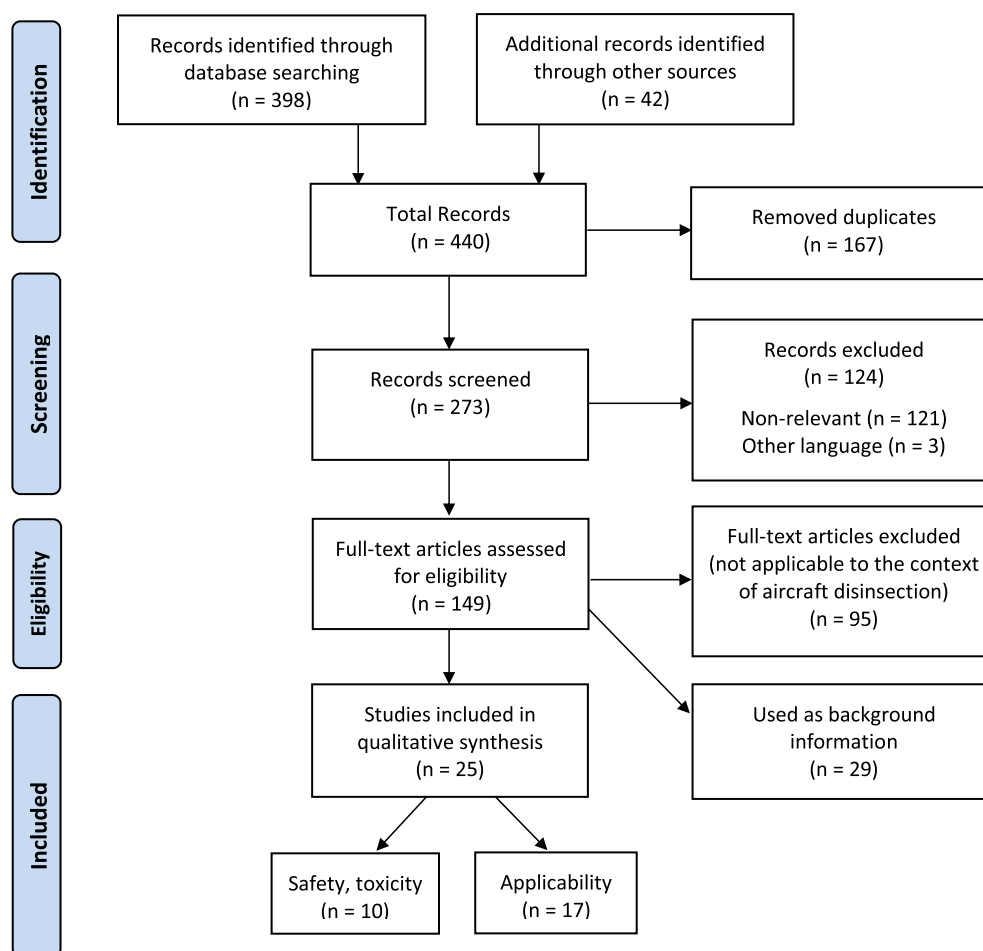 Identification
Records identified through
database searching
(n = 398)
Additional records identified
through other sources
(n = 42)
Total Records
(n = 440)
Removed duplicates
(n = 167)
Screening
Records screened
(n = 273)
Records excluded
(n = 124)
Non-relevant (n = 121)
Other language (n = 3)
Eligibility
Full-text articles assessed
for eligibility
(n = 149)
Full-text articles excluded
(not applicable to the context
of aircraft disinsection)
(n = 95)
Included
Studies included in
qualitative synthesis
(n = 25)
Used as background
information
(n = 29)
Safety, toxicity
(n = 10)
Applicability
(n = 17)